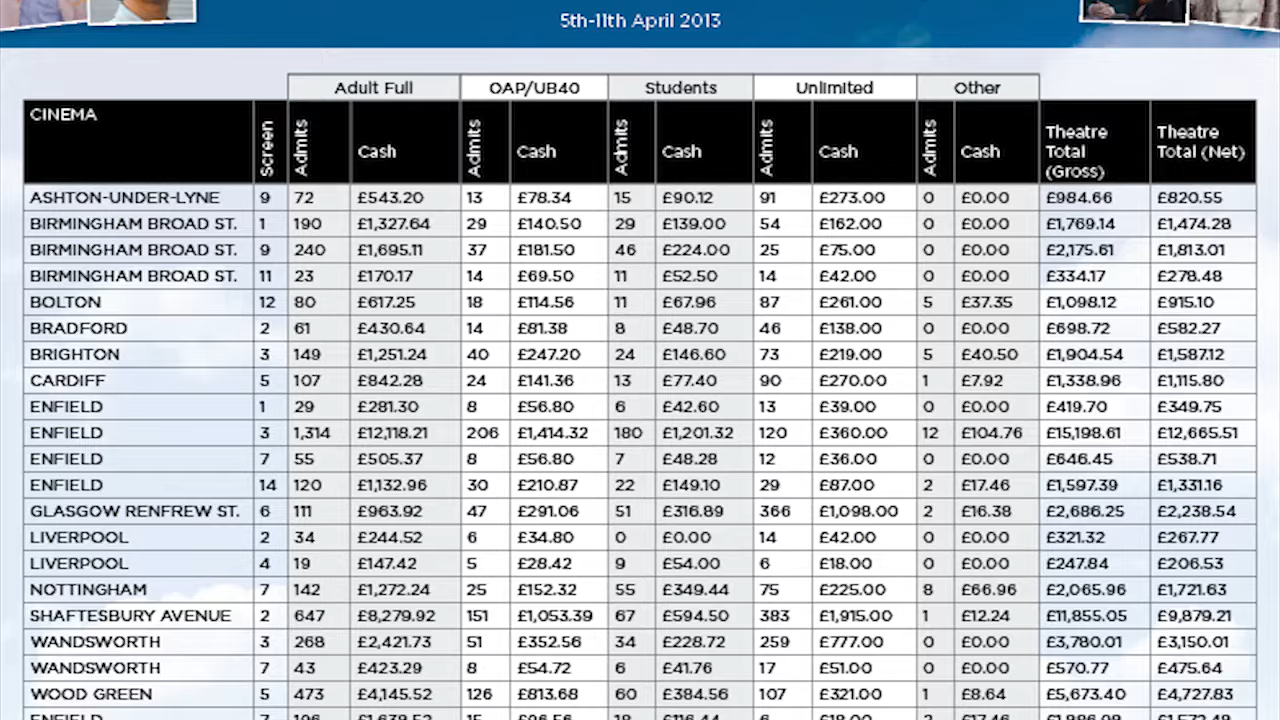 5th-11th April 2013
Adult Full OAP/UB40 Students Unlimited Other
CINEMA Screen Admits Cash Admits Cash Admits Cash Admits Cash Admits Cash Theatre Total (Gross) Theatre Total (Net)
ASHTON-UNDER-LYNE 9 72 £543.20 13 £78.34 15 £90.12 91 £273.00 0 £0.00 £984.66 £820.55
BIRMINGHAM BROAD ST. 1 190 £1,327.64 29 £140.50 29 £139.00 54 £162.00 0 £0.00 £1,769.14 £1,474.28
BIRMINGHAM BROAD ST. 9 240 £1,695.11 37 £181.50 46 £224.00 25 £75.00 0 £0.00 £2,175.61 £1,813.01
BIRMINGHAM BROAD ST. 11 23 £170.17 14 £69.50 11 £52.50 14 £42.00 0 £0.00 £334.17 £278.48
BOLTON 12 80 £617.25 18 £114.56 11 £67.96 87 £261.00 5 £37.35 £1,098.12 £915.10
BRADFORD 2 61 £430.64 14 £81.38 8 £48.70 46 £138.00 0 £0.00 £698.72 £582.27
BRIGHTON 3 149 £1,251.24 40 £247.20 24 £146.60 73 £219.00 5 £40.50 £1,904.54 £1,587.12
CARDIFF 5 107 £842.28 24 £141.36 13 £77.40 90 £270.00 1 £7.92 £1,338.96 £1,115.80
ENFIELD 1 29 £281.30 8 £56.80 6 £42.60 13 £39.00 0 £0.00 £419.70 £349.75
ENFIELD 3 1,314 £12,118.21 206 £1,414.32 180 £1,201.32 120 £360.00 12 £104.76 £15,198.61 £12,665.51
ENFIELD 7 55 £505.37 8 £56.80 7 £48.28 12 £36.00 0 £0.00 £646.45 £538.71
ENFIELD 14 120 £1,132.96 30 £210.87 22 £149.10 29 £87.00 2 £17.46 £1,597.39 £1,331.16
GLASGOW RENFREW ST. 6 111 £963.92 47 £291.06 51 £316.89 366 £1,098.00 2 £16.38 £2,686.25 £2,238.54
LIVERPOOL 2 34 £244.52 6 £34.80 0 £0.00 14 £42.00 0 £0.00 £321.32 £267.77
LIVERPOOL 4 19 £147.42 5 £28.42 9 £54.00 6 £18.00 0 £0.00 £247.84 £206.53
NOTTINGHAM 7 142 £1,272.24 25 £152.32 55 £349.44 75 £225.00 8 £66.96 £2,065.96 £1,721.63
SHAFTESBURY AVENUE 2 647 £8,279.92 151 £1,053.39 67 £594.50 383 £1,915.00 1 £12.24 £11,855.05 £9,879.21
WANDSWORTH 3 268 £2,421.73 51 £352.56 34 £228.72 259 £777.00 0 £0.00 £3,780.01 £3,150.01
WANDSWORTH 7 43 £423.29 8 £54.72 6 £41.76 17 £51.00 0 £0.00 £570.77 £475.64
WOOD GREEN 5 473 £4,145.52 126 £813.68 60 £384.56 107 £321.00 1 £8.64 £5,673.40 £4,727.83
ENFIELD 7